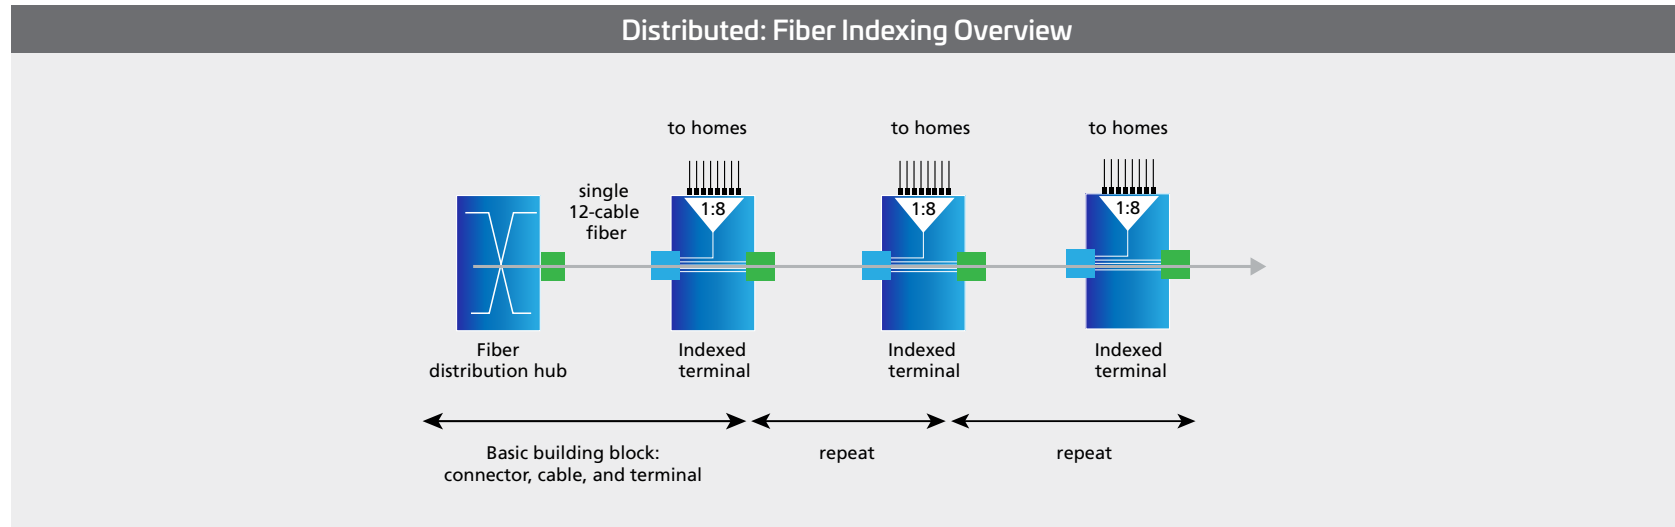 Distributed: Fiber Indexing Overview
to homes
to homes
to homes
single
12-cable
fiber
1:8
1:8
1:8
Fiber
distribution hub
Indexed
terminal
Indexed
terminal
Indexed
terminal
Basic building block:
connector, cable, and terminal
repeat
repeat